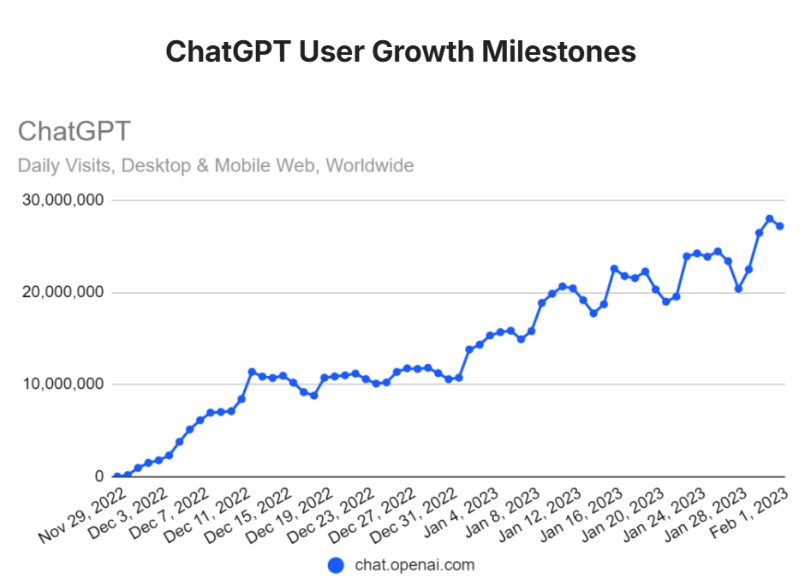 ChatGPT User Growth Milestones
ChatGPT
Daily Visits, Desktop & Mobile Web, Worldwide
30,000,000
20,000,000
10,000,000
0
Nov 29, 2022
Dec 3, 2022
Dec 7, 2022
Dec 11, 2022
Dec 15, 2022
Dec 19, 2022
Dec 23, 2022
Dec 27, 2022
Dec 31, 2022
Jan 4, 2023
Jan 8, 2023
Jan 12, 2023
Jan 16, 2023
Jan 20, 2023
Jan 24, 2023
Jan 28, 2023
Feb 1, 2023
chat.openai.com